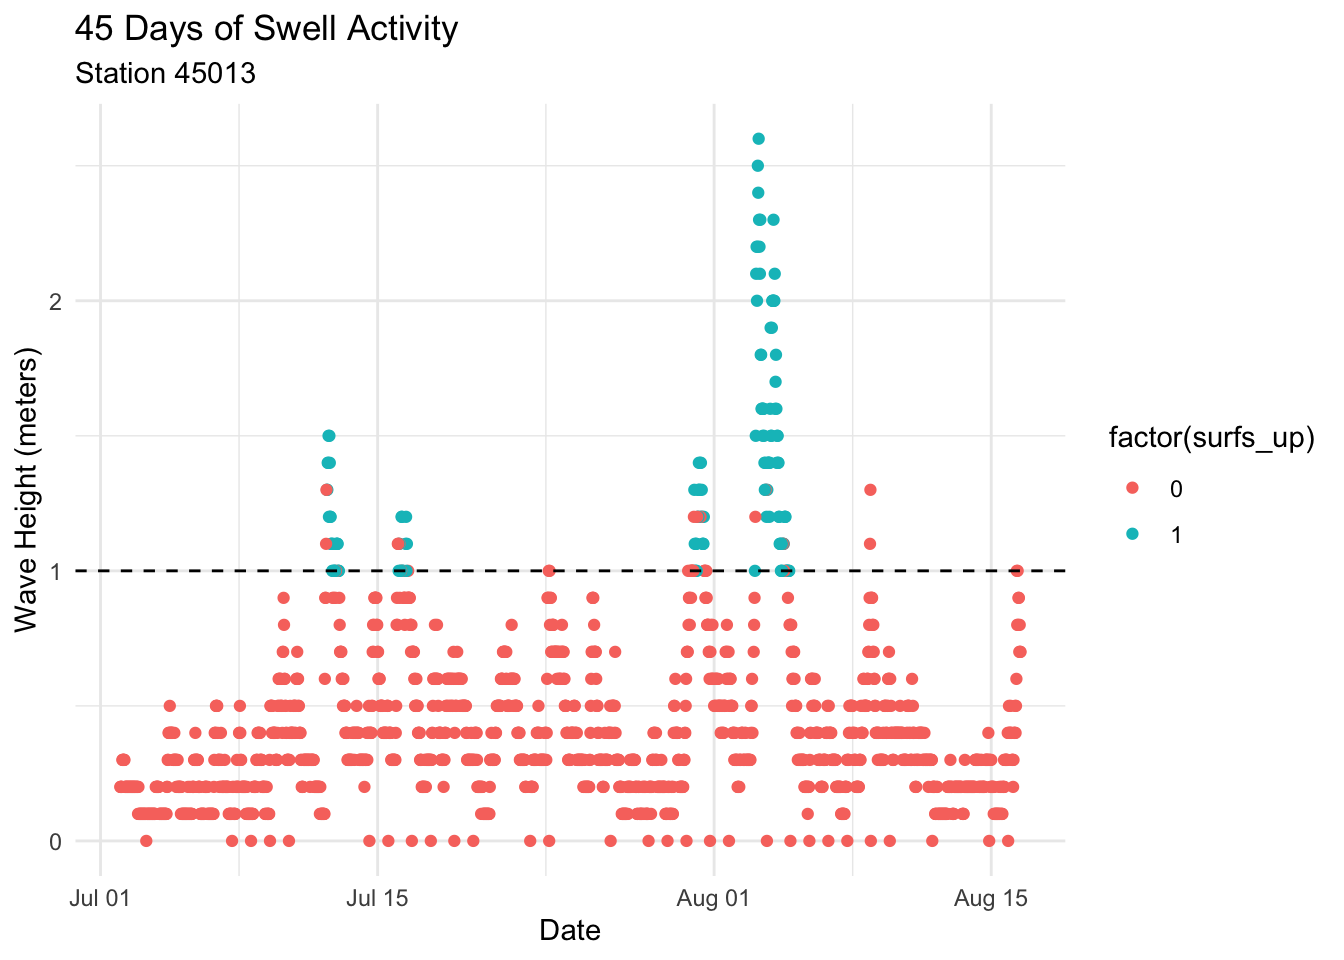 45 Days of Swell Activity
Station 45013
Wave Height (meters)
2
1
0
Jul 01
Jul 15
Aug 01
Aug 15
Date
factor(surfs_up)
0
1